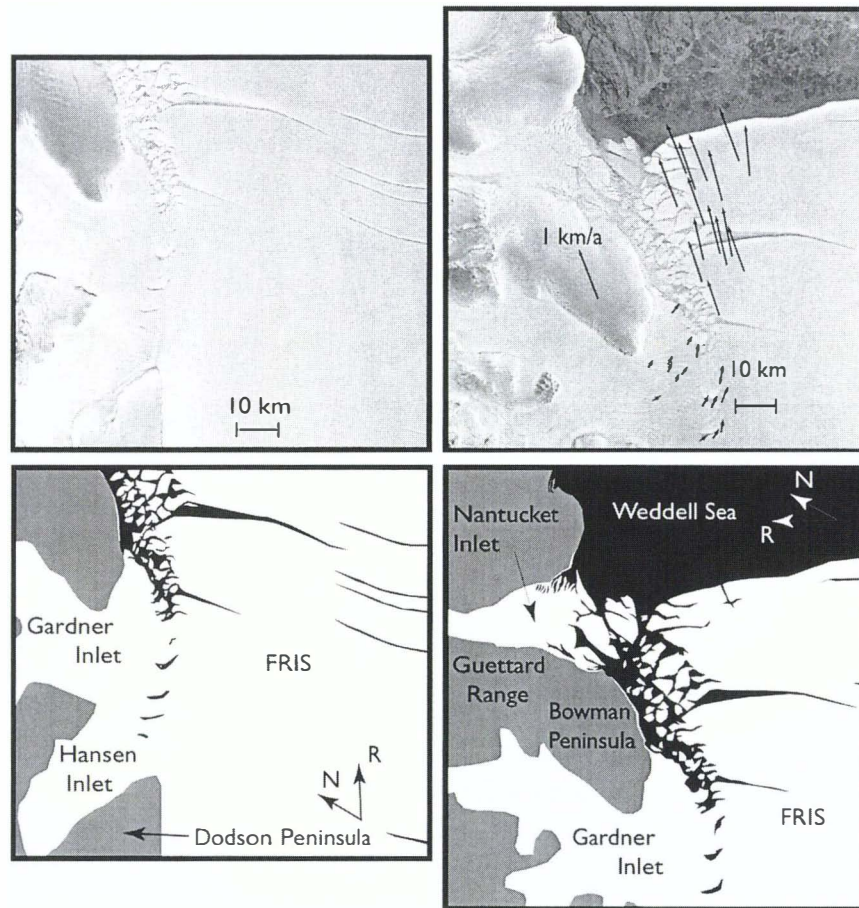 10 km
1 km/a
10 km
Gardner
Inlet
FRIS
Hansen
Inlet
N
R
Dodson Peninsula
Nantucket
Inlet
Weddell Sea
N
R
Guettard
Range
Bowman
Peninsula
FRIS
Gardner
Inlet